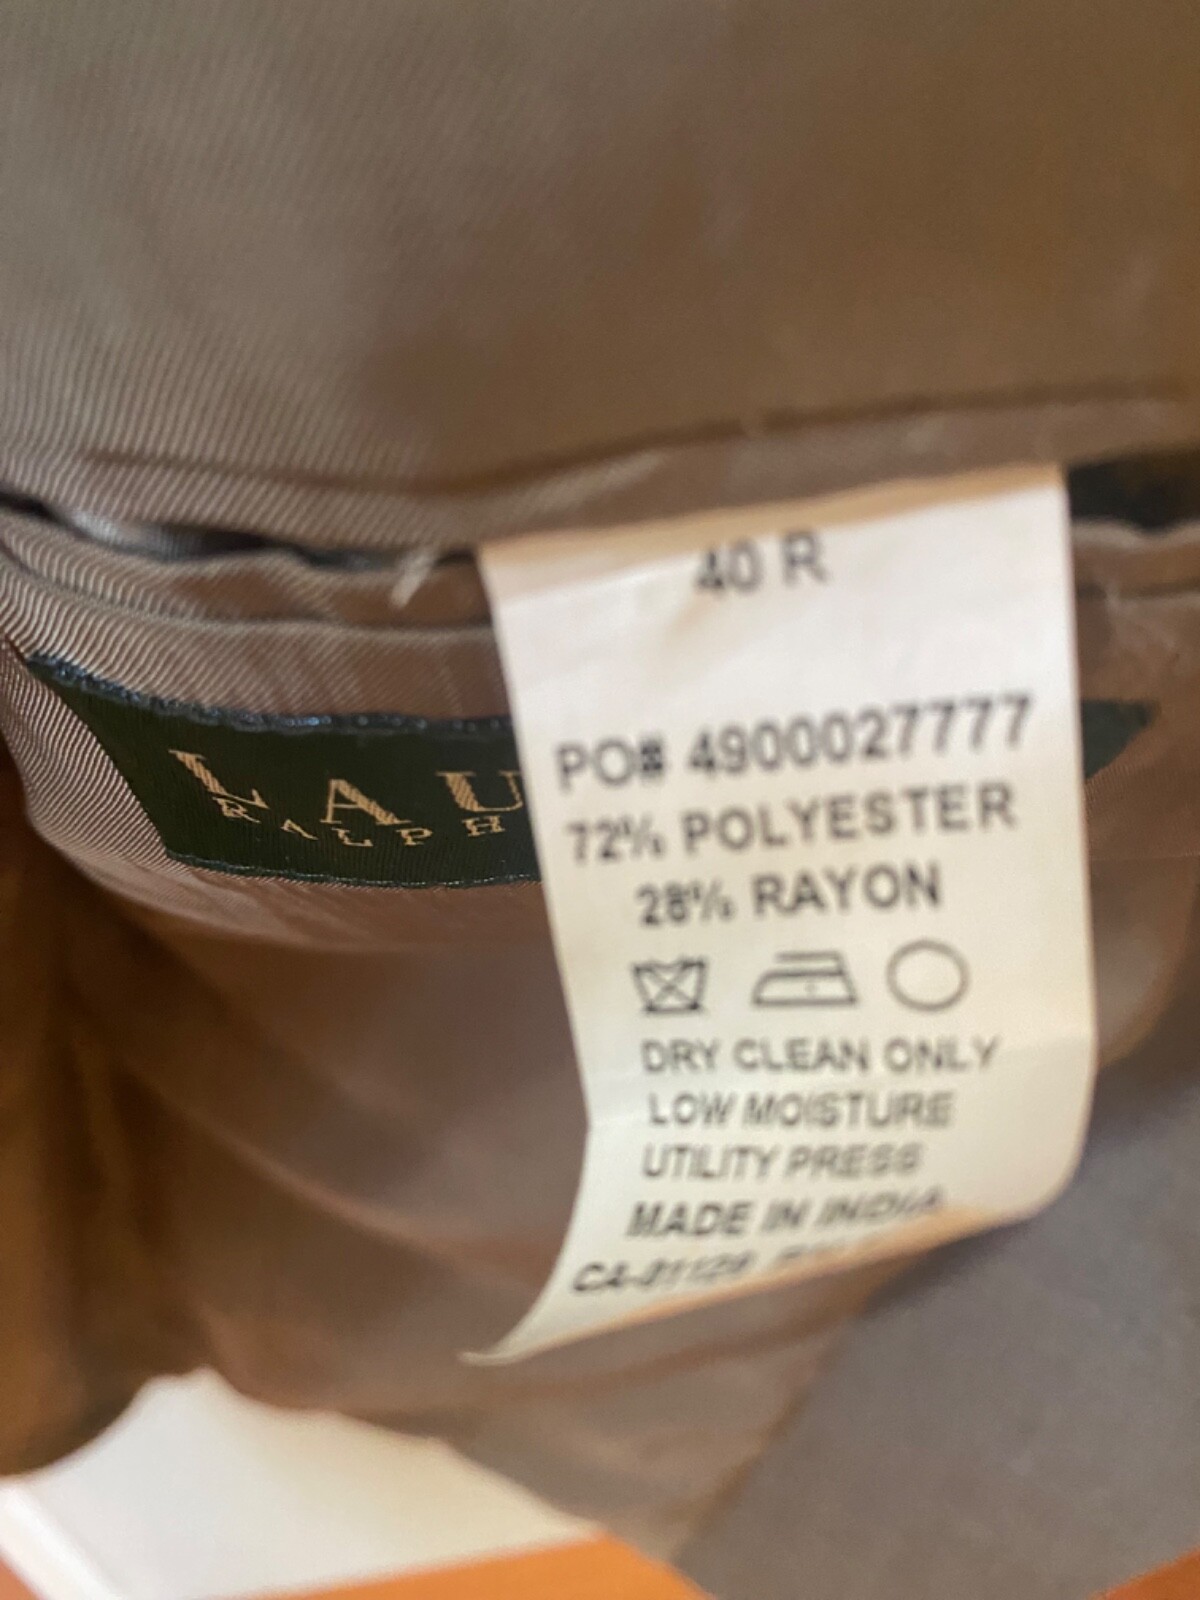 40 R
LAU
RALPH
PO# 4900027777
72% POLYESTER
28% RAYON
DRY CLEAN ONLY
LOW MOISTURE
UTILITY PRESS
MADE IN INDIA